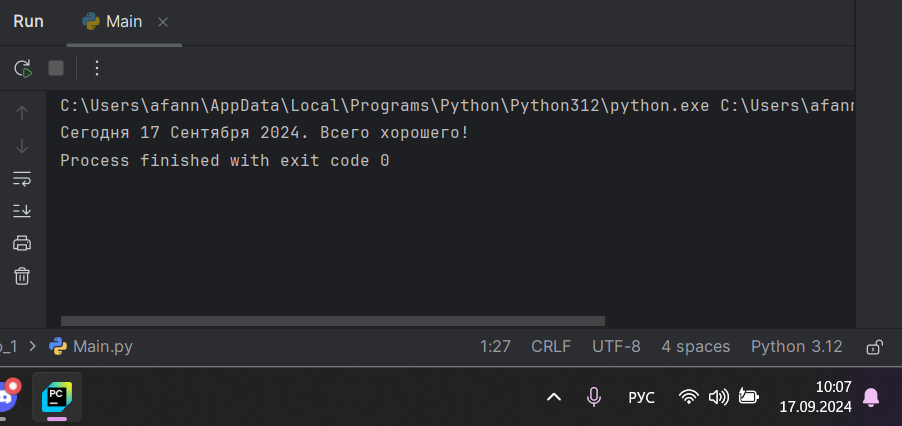 Run Main
C:\Users\afann\AppData\Local\Programs\Python\Python312\python.exe C:\Users\afann
Сегодня 17 Сентября 2024. Всего хорошего!
Process finished with exit code 0
_1 > Main.py 1:27 CRLF UTF-8 4 spaces Python 3.12
PC РУС 10:07
17.09.2024